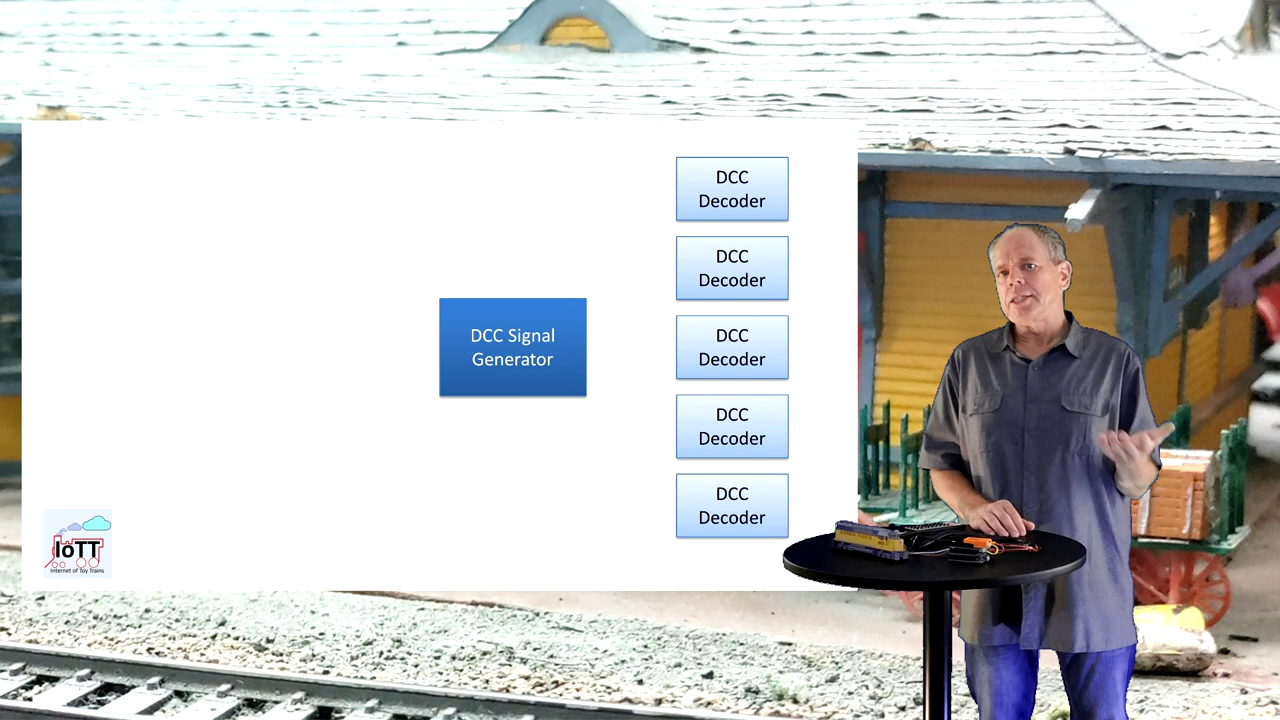 DCC
Decoder
DCC
Decoder
DCC Signal
Generator
DCC
Decoder
DCC
Decoder
DCC
Decoder
IoTT
Internet of Toy Trains